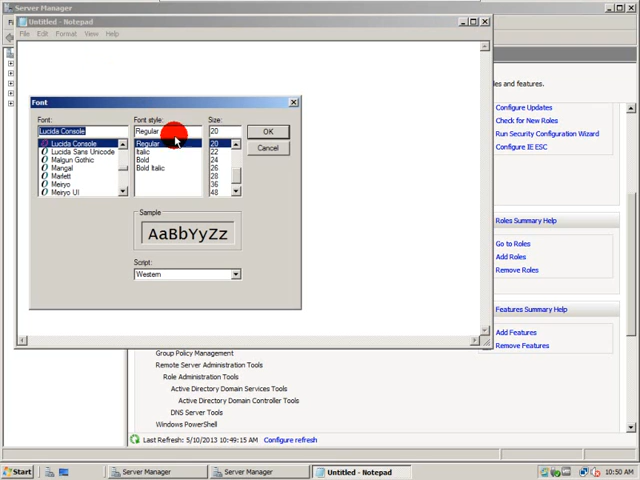 Server Manager
Untitled - Notepad
File Edit Format View Help
Font
Font: Font style: Size:
Lucida Console Regular 20 OK
Lucida Console Regular 20
Lucida Sans Unicode Italic 22 Cancel
Malgun Gothic Bold 24
Mangal Bold Italic 26
Marlett 28
Meiryo 36
Meiryo UI 48
Sample
AaBbYyZz
Script:
Western
les and features.
Configure Updates
Check for New Roles
Run Security Configuration Wizard
Configure IE ESC
Roles Summary Help
Go to Roles
Add Roles
Remove Roles
Features Summary Help
Add Features
Remove Features
Group Policy Management
Remote Server Administration Tools
Role Administration Tools
Active Directory Domain Services Tools
Active Directory Domain Controller Tools
DNS Server Tools
Windows PowerShell
Last Refresh: 5/10/2013 10:49:15 AM Configure refresh
Start Server Manager Server Manager Untitled - Notepad 10:50 AM